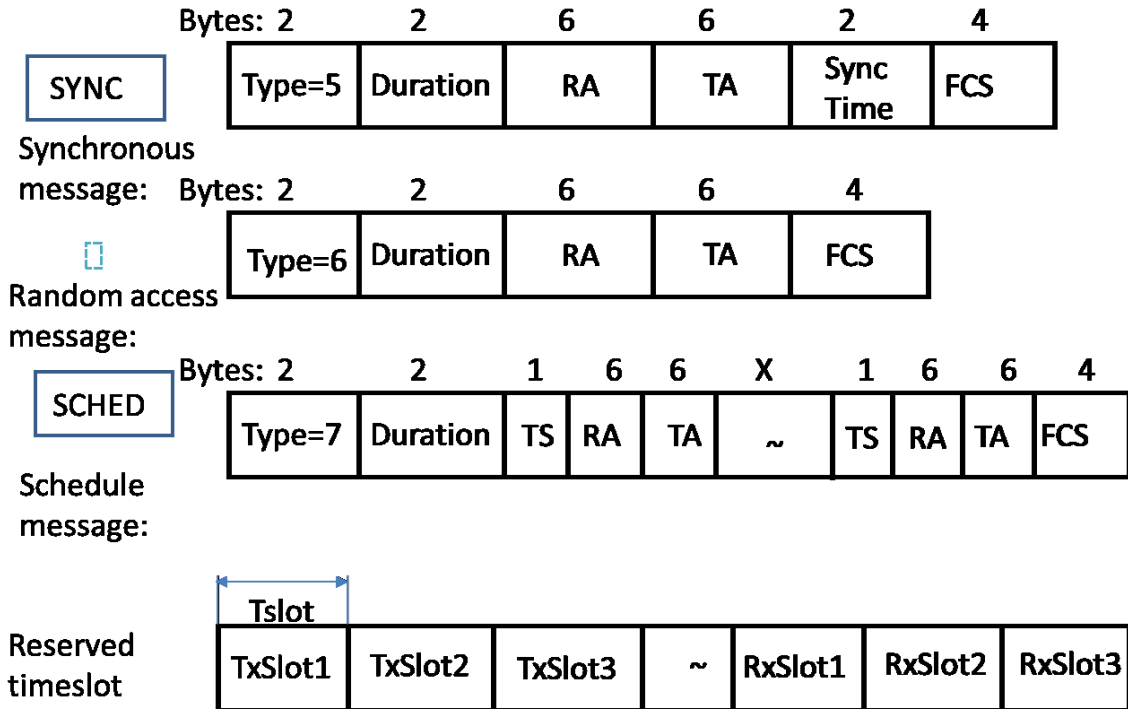 Bytes: 2 2 6 6 2 4
SYNC
Type=5 Duration RA TA Sync Time FCS
Synchronous
message:
Bytes: 2 2 6 6 4
Type=6 Duration RA TA FCS
Random access
message:
Bytes: 2 2 1 6 6 X 1 6 6 4
SCHED
Type=7 Duration TS RA TA ~ TS RA TA FCS
Schedule
message:
Tslot
Reserved
timeslot
TxSlot1 TxSlot2 TxSlot3 ~ RxSlot1 RxSlot2 RxSlot3